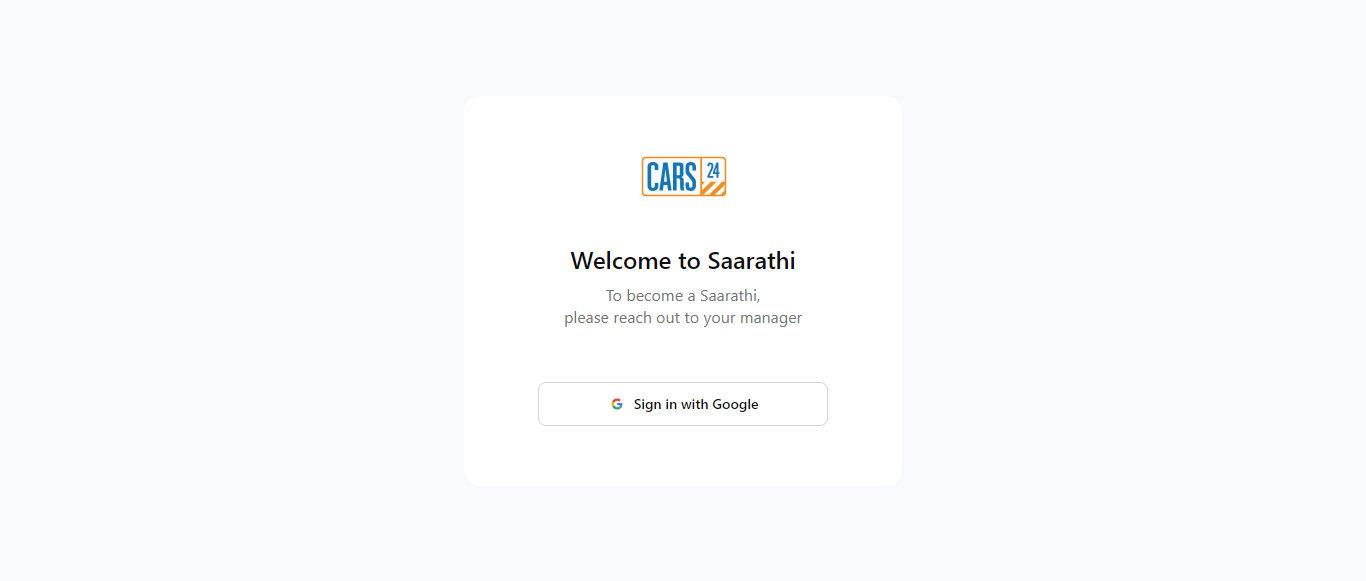 CARS 24
Welcome to Saarathi
To become a Saarathi,
please reach out to your manager
Sign in with Google